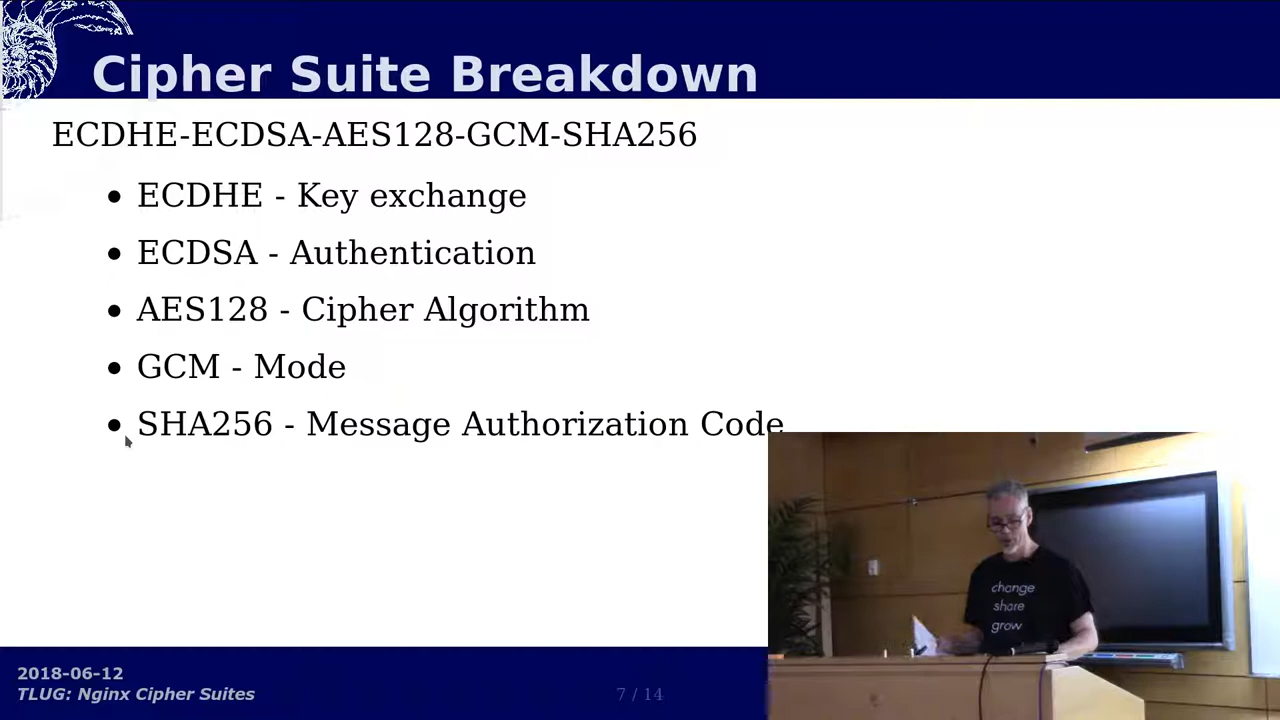 Cipher Suite Breakdown
ECDHE-ECDSA-AES128-GCM-SHA256
• ECDHE - Key exchange
• ECDSA - Authentication
• AES128 - Cipher Algorithm
• GCM - Mode
• SHA256 - Message Authorization Code
change
share
grow
2018-06-12
TLUG: Nginx Cipher Suites
7 / 14